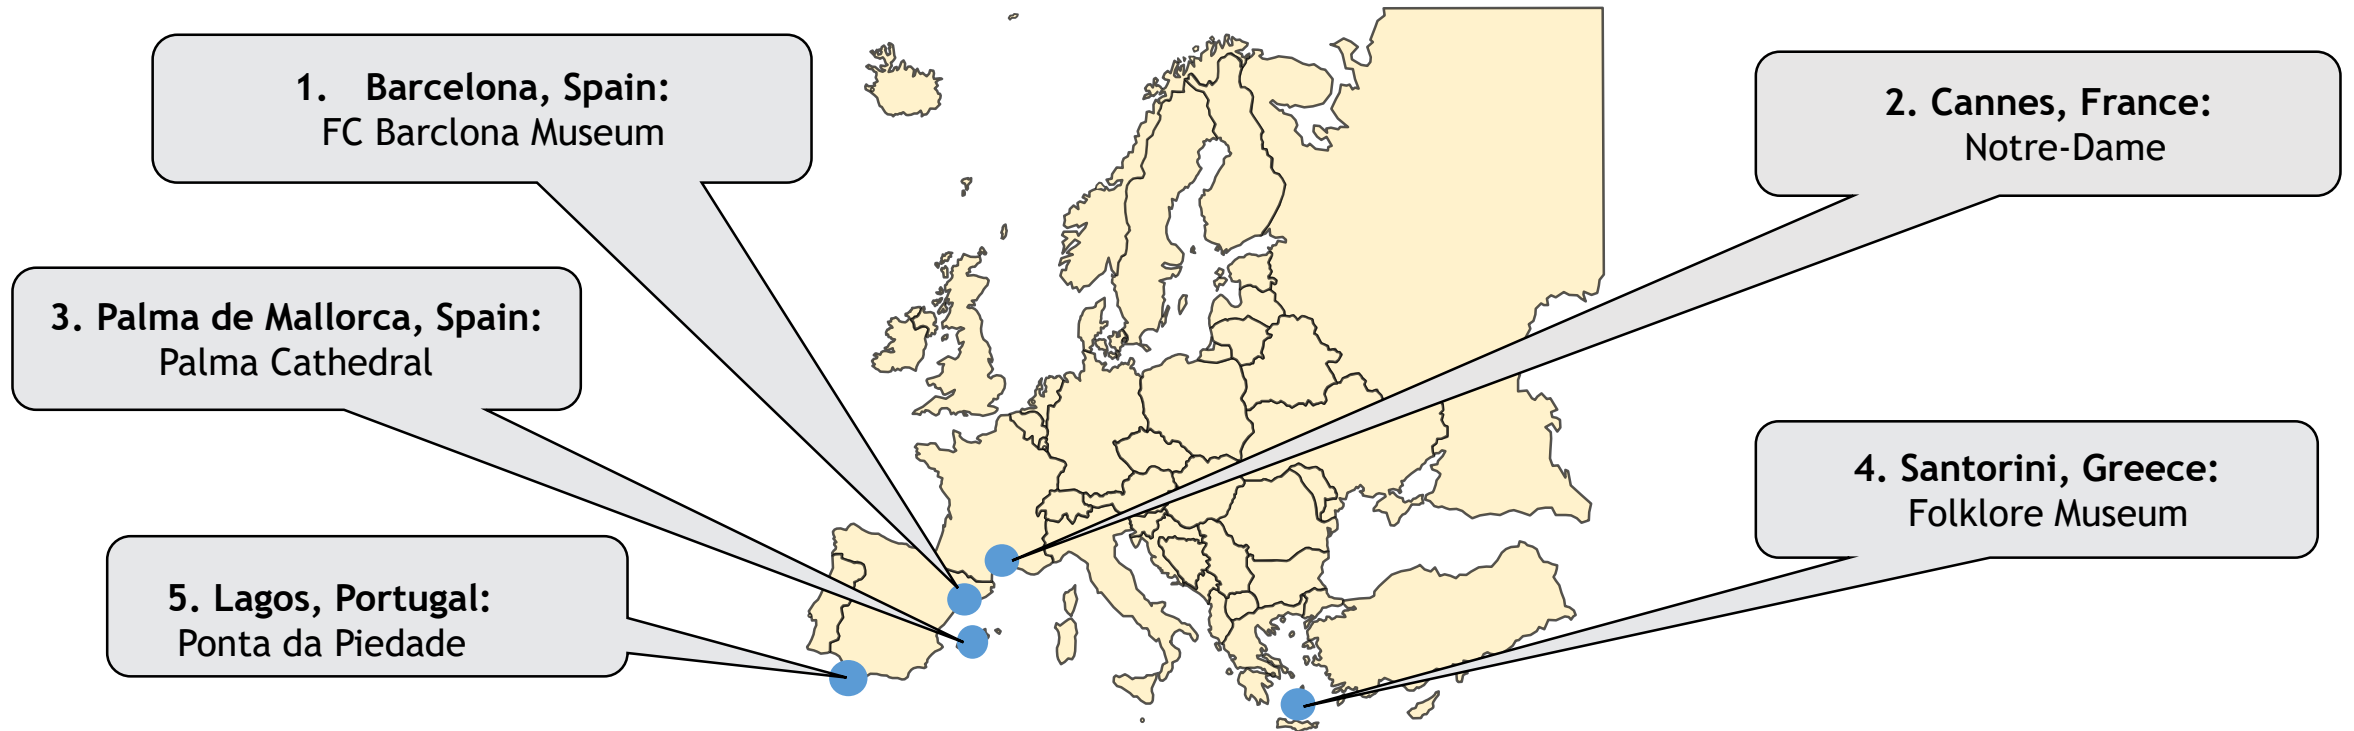 1. Barcelona, Spain:
FC Barclona Museum
2. Cannes, France:
Notre-Dame
3. Palma de Mallorca, Spain:
Palma Cathedral
4. Santorini, Greece:
Folklore Museum
5. Lagos, Portugal:
Ponta da Piedade